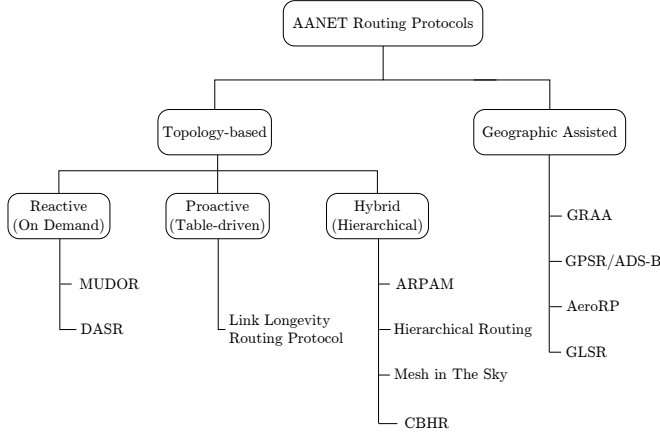 AANET Routing Protocols
Topology-based
Geographic Assisted
Reactive
(On Demand)
Proactive
(Table-driven)
Hybrid
(Hierarchical)
MUDOR
DASR
Link Longevity
Routing Protocol
ARPAM
Hierarchical Routing
Mesh in The Sky
CBHR
GRAA
GPSR/ADS-B
AeroRP
GLSR